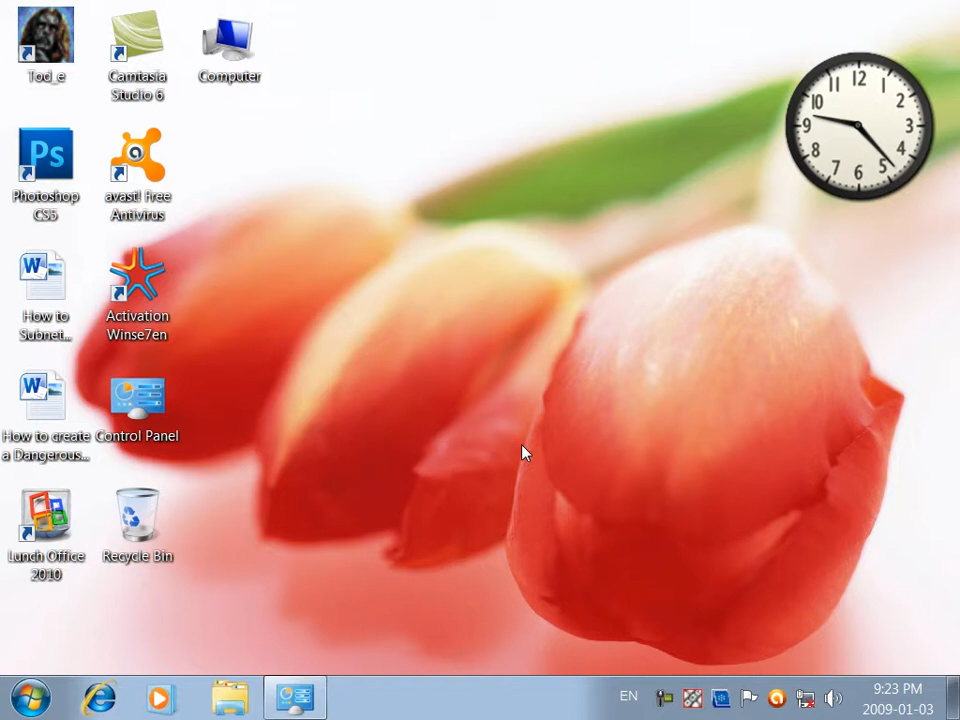 Tod_e
Camtasia
Studio 6
Computer
Ps
Photoshop
CS5
a
avast! Free
Antivirus
W
How to
Subnet...
Activation
Winse7en
W
How to create
a Dangerous...
Control Panel
Lunch Office
2010
Recycle Bin
12
1
2
3
4
5
6
7
8
9
10
11
EN
9:23 PM
2009-01-03